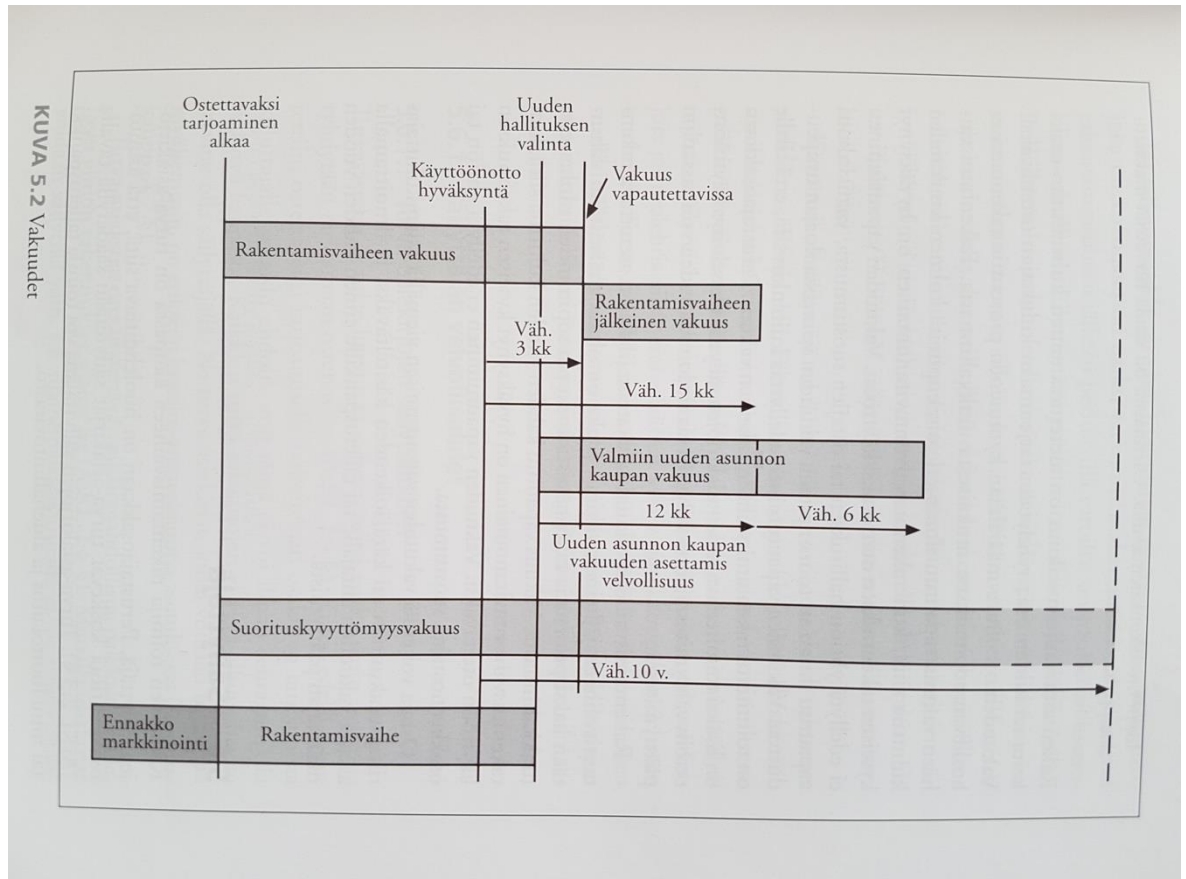 KUVA 5.2 Vakuudet
Ostettavaksi
tarjoaminen
alkaa
Uuden
hallituksen
valinta
Käyttöönotto
hyväksyntä
Vakuus
vapautettavissa
Rakentamisvaiheen vakuus
Rakentamisvaiheen
jälkeinen vakuus
Väh.
3 kk
Väh. 15 kk
Valmiin uuden asunnon
kaupan vakuus
12 kk
Väh. 6 kk
Uuden asunnon kaupan
vakuuden asettamis
velvollisuus
Suorituskyvyttömyysvakuus
Väh.10 v.
Ennakko
markkinointi
Rakentamisvaihe